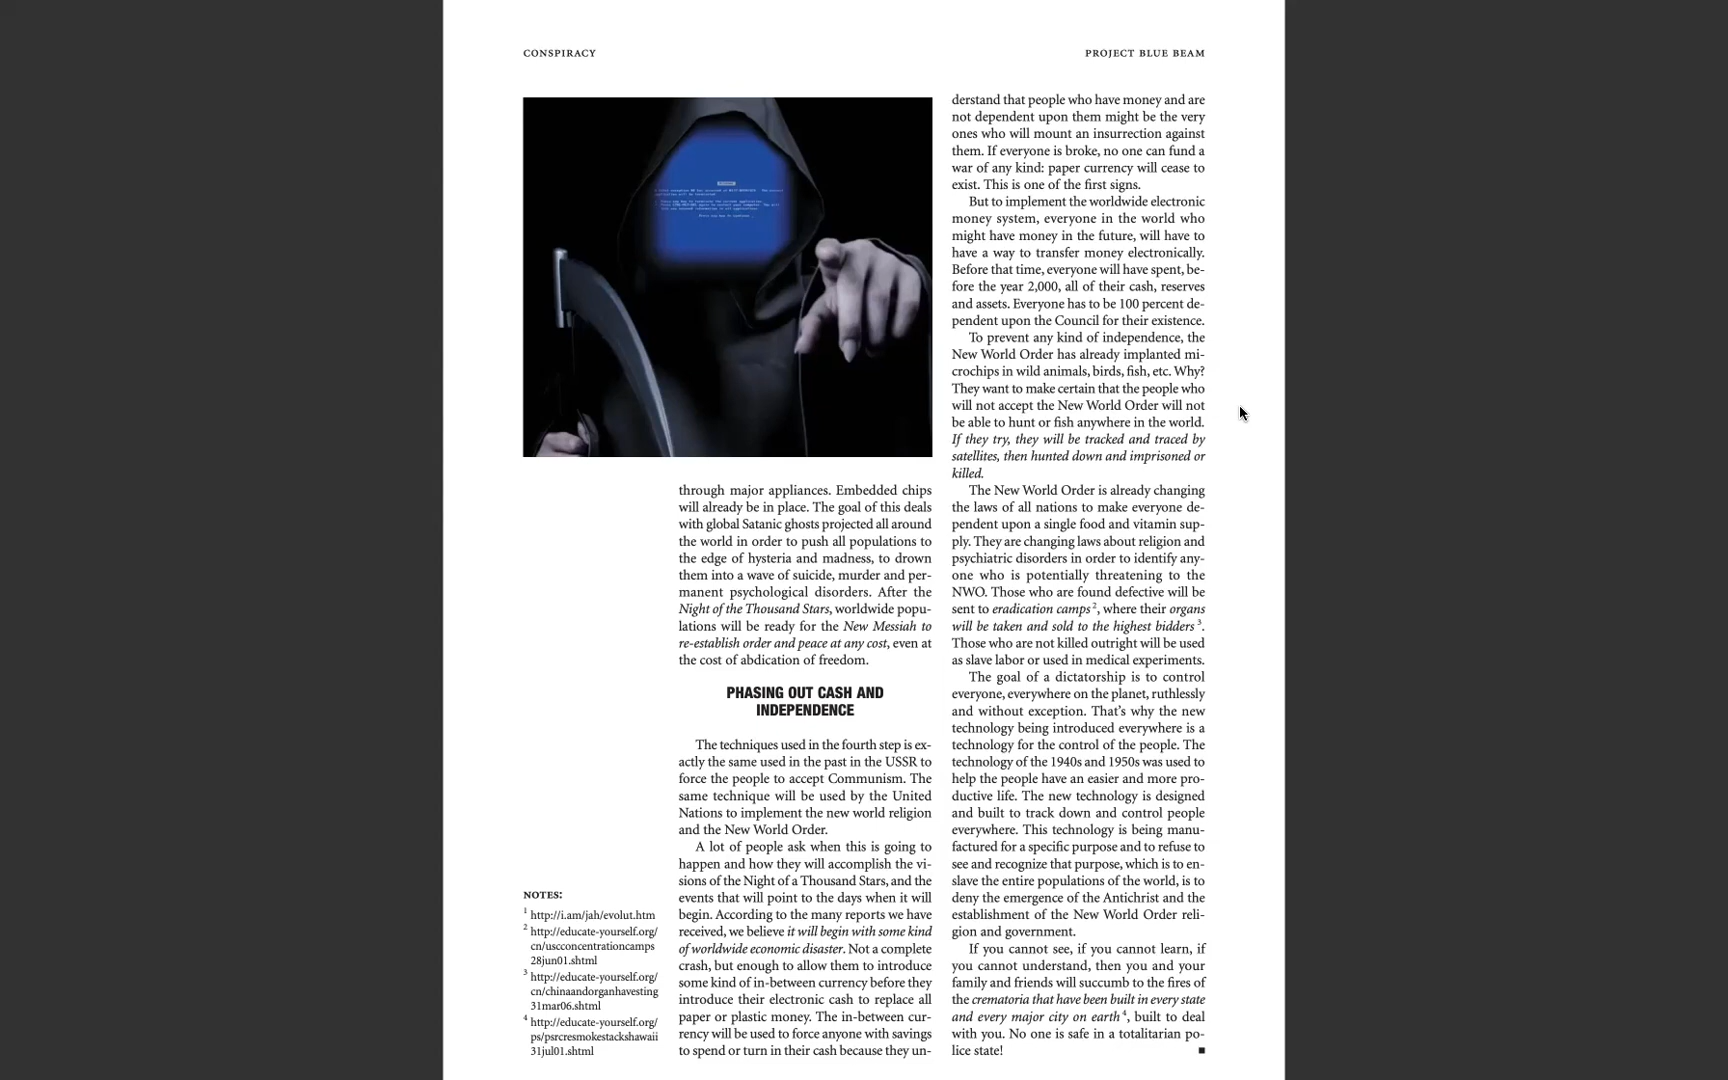 CONSPIRACY
PROJECT BLUE BEAM
through major appliances. Embedded chips
will already be in place. The goal of this deals
with global Satanic ghosts projected all around
the world in order to push all populations to
the edge of hysteria and madness, to drown
them into a wave of suicide, murder and per-
manent psychological disorders. After the
Night of the Thousand Stars, worldwide popu-
lations will be ready for the New Messiah to
re-establish order and peace at any cost, even at
the cost of abdication of freedom.
PHASING OUT CASH AND
INDEPENDENCE
The techniques used in the fourth step is ex-
actly the same used in the past in the USSR to
force the people to accept Communism. The
same technique will be used by the United
Nations to implement the new world religion
and the New World Order.
A lot of people ask when this is going to
happen and how they will accomplish the vi-
sions of the Night of a Thousand Stars, and the
events that will point to the days when it will
begin. According to the many reports we have
received, we believe it will begin with some kind
of worldwide economic disaster. Not a complete
crash, but enough to allow them to introduce
some kind of in-between currency before they
introduce their electronic cash to replace all
paper or plastic money. The in-between cur-
rency will be used to force anyone with savings
to spend or turn in their cash because they un-
derstand that people who have money and are
not dependent upon them might be the very
ones who will mount an insurrection against
them. If everyone is broke, no one can fund a
war of any kind: paper currency will cease to
exist. This is one of the first signs.
But to implement the worldwide electronic
money system, everyone in the world who
might have money in the future, will have to
have a way to transfer money electronically.
Before that time, everyone will have spent, be-
fore the year 2,000, all of their cash, reserves
and assets. Everyone has to be 100 percent de-
pendent upon the Council for their existence.
To prevent any kind of independence, the
New World Order has already implanted mi-
crochips in wild animals, birds, fish, etc. Why?
They want to make certain that the people who
will not accept the New World Order will not
be able to hunt or fish anywhere in the world.
If they try, they will be tracked and traced by
satellites, then hunted down and imprisoned or
killed.
The New World Order is already changing
the laws of all nations to make everyone de-
pendent upon a single food and vitamin sup-
ply. They are changing laws about religion and
psychiatric disorders in order to identify any-
one who is potentially threatening to the
NWO. Those who are found defective will be
sent to eradication camps 2, where their organs
will be taken and sold to the highest bidders 3.
Those who are not killed outright will be used
as slave labor or used in medical experiments.
The goal of a dictatorship is to control
everyone, everywhere on the planet, ruthlessly
and without exception. That's why the new
technology being introduced everywhere is a
technology for the control of the people. The
technology of the 1940s and 1950s was used to
help the people have an easier and more pro-
ductive life. The new technology is designed
and built to track down and control people
everywhere. This technology is being manu-
factured for a specific purpose and to refuse to
see and recognize that purpose, which is to en-
slave the entire populations of the world, is to
deny the emergence of the Antichrist and the
establishment of the New World Order reli-
gion and government.
If you cannot see, if you cannot learn, if
you cannot understand, then you and your
family and friends will succumb to the fires of
the crematoria that have been built in every state
and every major city on earth 4, built to deal
with you. No one is safe in a totalitarian po-
lice state!
NOTES:
1 http://i.am/jah/evolut.htm
2 http://educate-yourself.org/
cn/uscconcentrationcamps
28jun01.shtml
3 http://educate-yourself.org/
cn/chinaandorganhavesting
31mar06.shtml
4 http://educate-yourself.org/
ps/psrcresmokestackshawaii
31jul01.shtml